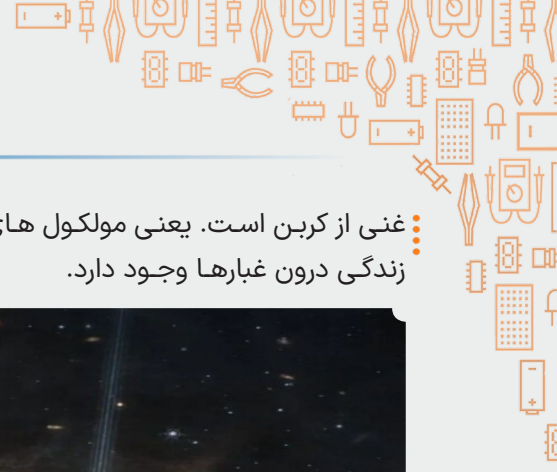 غنی از کربن است. یعنی مولکول های
زندگی درون غبارها وجود دارد.